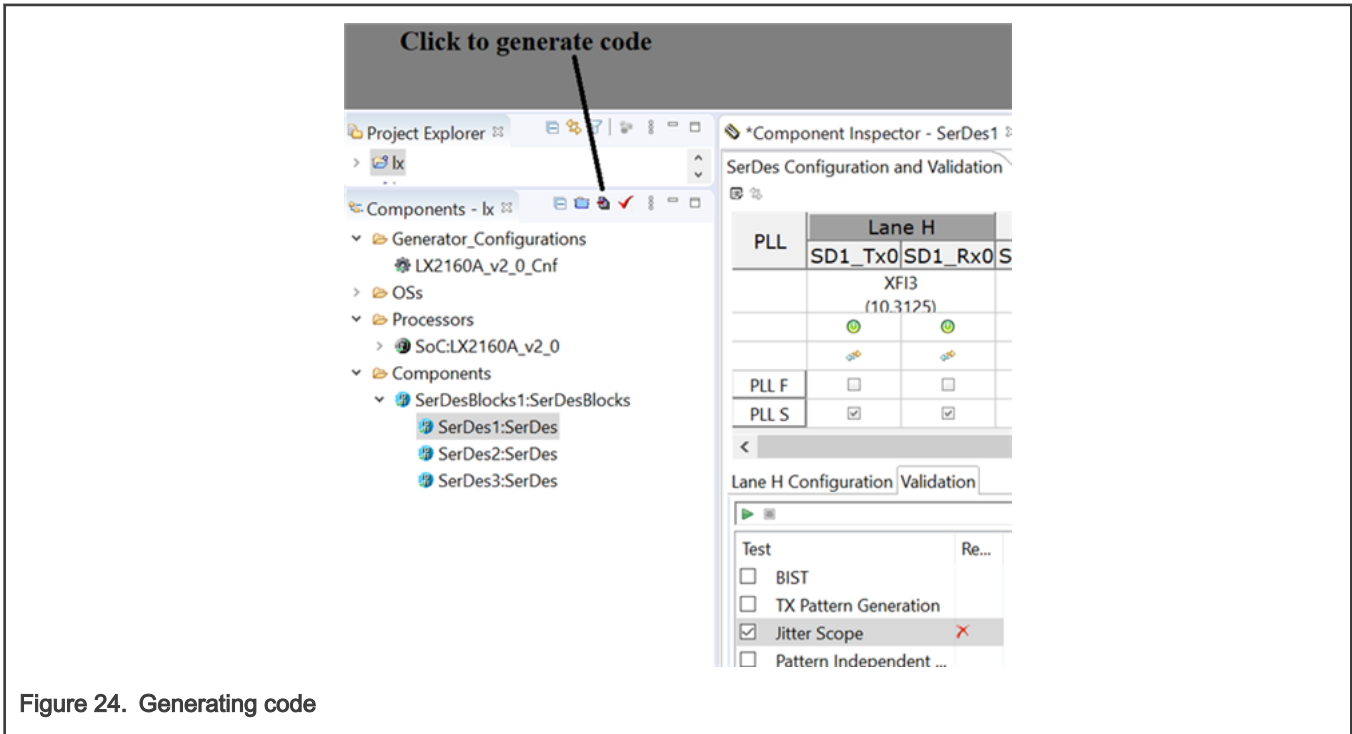 Click to generate code
Project Explorer
lx
Components - lx
Generator_Configurations
LX2160A_v2_0_Cnf
OSs
Processors
SoC:LX2160A_v2_0
Components
SerDesBlocks1:SerDesBlocks
SerDes1:SerDes
SerDes2:SerDes
SerDes3:SerDes
*Component Inspector - SerDes1
SerDes Configuration and Validation
PLL
Lane H
SD1_Tx0 SD1_Rx0 S
XFI3
(10.3125)
PLL F
PLL S
Lane H Configuration Validation
Test Re...
BIST
TX Pattern Generation
Jitter Scope
Pattern Independent ...
Figure 24. Generating code